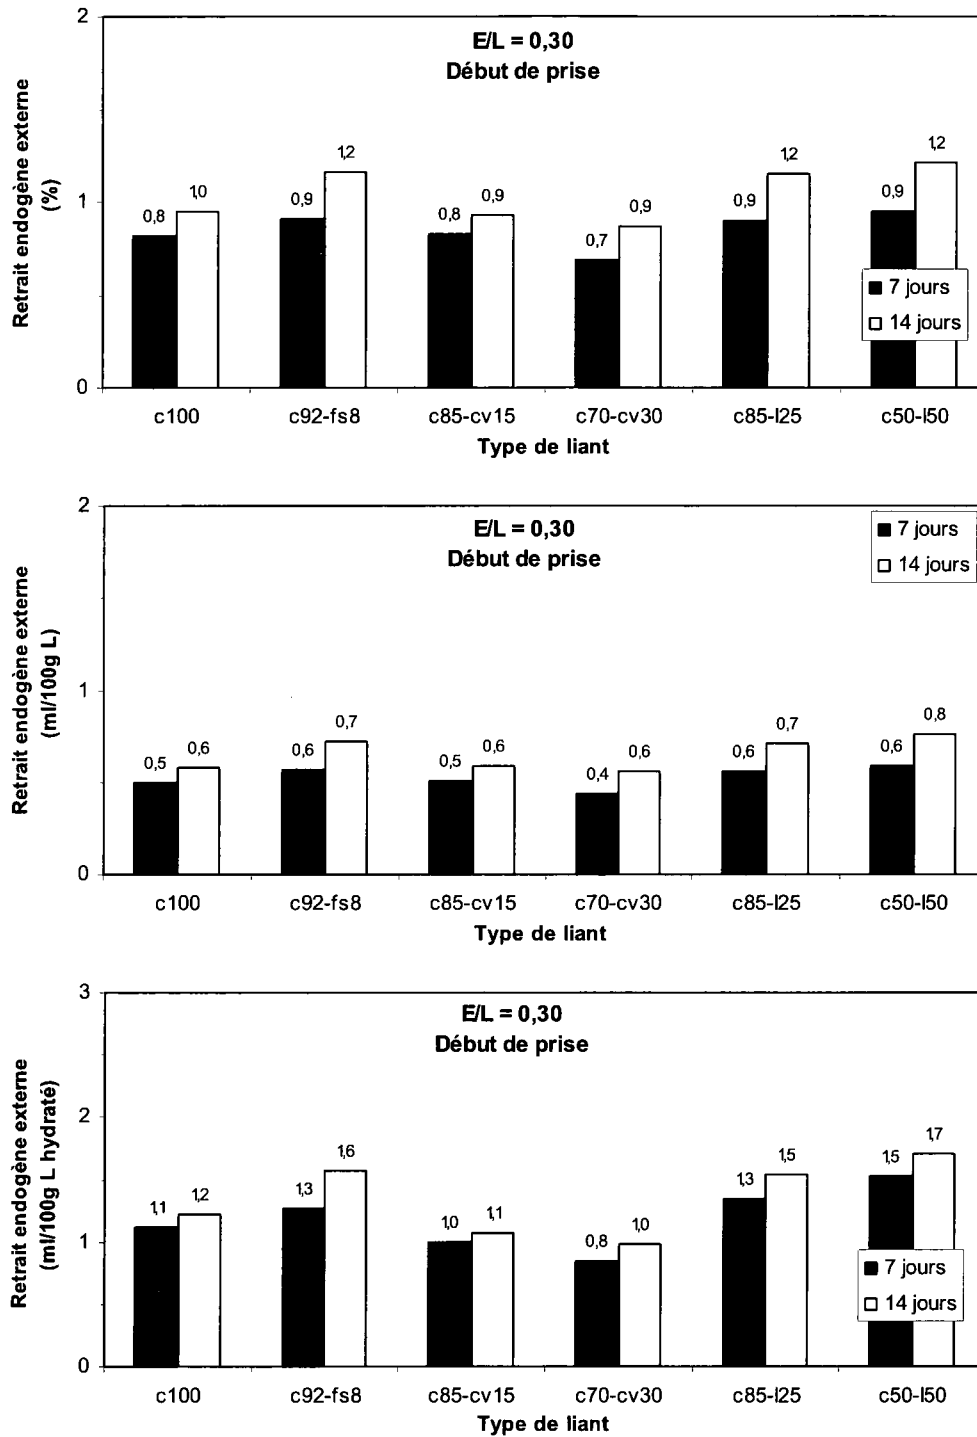 2
E/L = 0,30
Début de prise
Retrait endogène externe
(%)
1
0
0,8
1,0
0,9
1,2
0,8
0,9
0,7
0,9
0,9
1,2
0,9
1,2
7 jours
14 jours
c100
c92-fs8
c85-cv15
c70-cv30
c85-l25
c50-l50
Type de liant
2
E/L = 0,30
Début de prise
7 jours
14 jours
Retrait endogène externe
(ml/100g L)
1
0
0,5
0,6
0,6
0,7
0,5
0,6
0,4
0,6
0,6
0,7
0,6
0,8
c100
c92-fs8
c85-cv15
c70-cv30
c85-l25
c50-l50
Type de liant
3
E/L = 0,30
Début de prise
Retrait endogène externe
(ml/100g L hydraté)
2
1
0
1,1
1,2
1,3
1,6
1,0
1,1
0,8
1,0
1,3
1,5
1,5
1,7
7 jours
14 jours
c100
c92-fs8
c85-cv15
c70-cv30
c85-l25
c50-l50
Type de liant